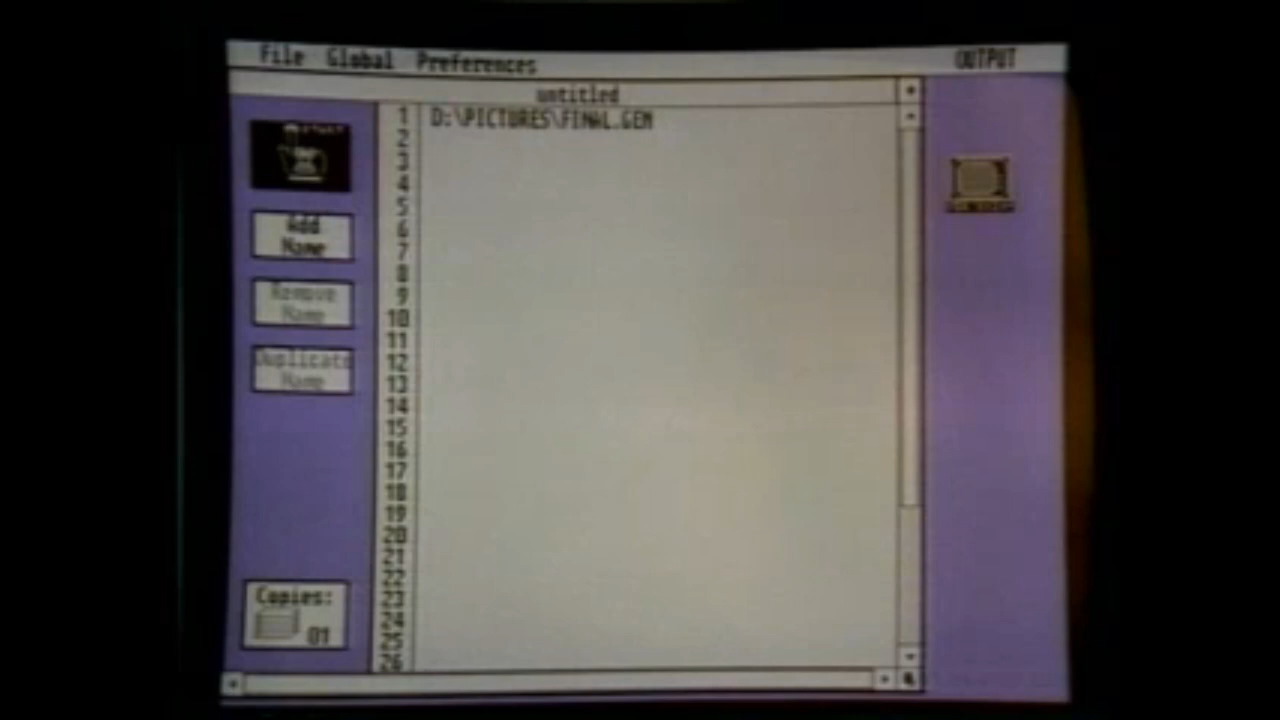 File Global Preferences OUTPUT
untitled
1 D:\PICTURES\FINAL.GEM
2
3
4
5
6
7
8
9
10
11
12
13
14
15
16
17
18
19
20
21
22
23
24
25
26
Add
Name
Remove
Name
Duplicate
Name
Copies:
01